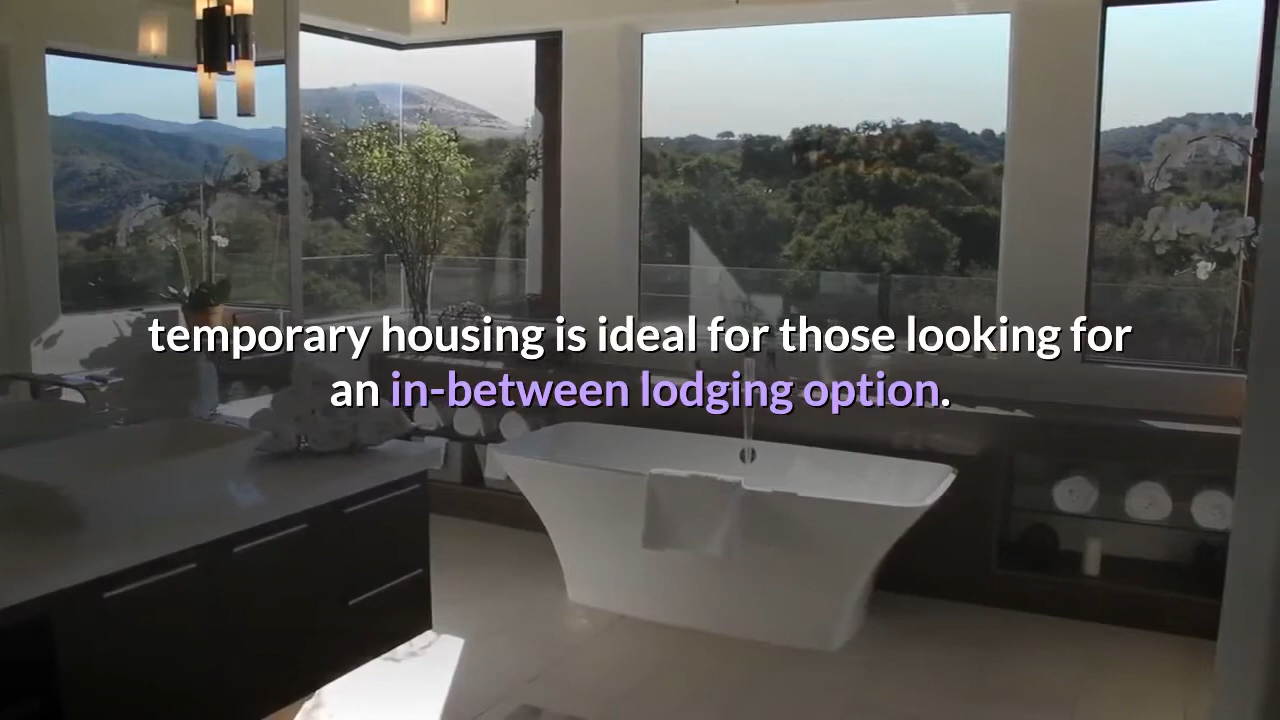 temporary housing is ideal for those looking for
an in-between lodging option.